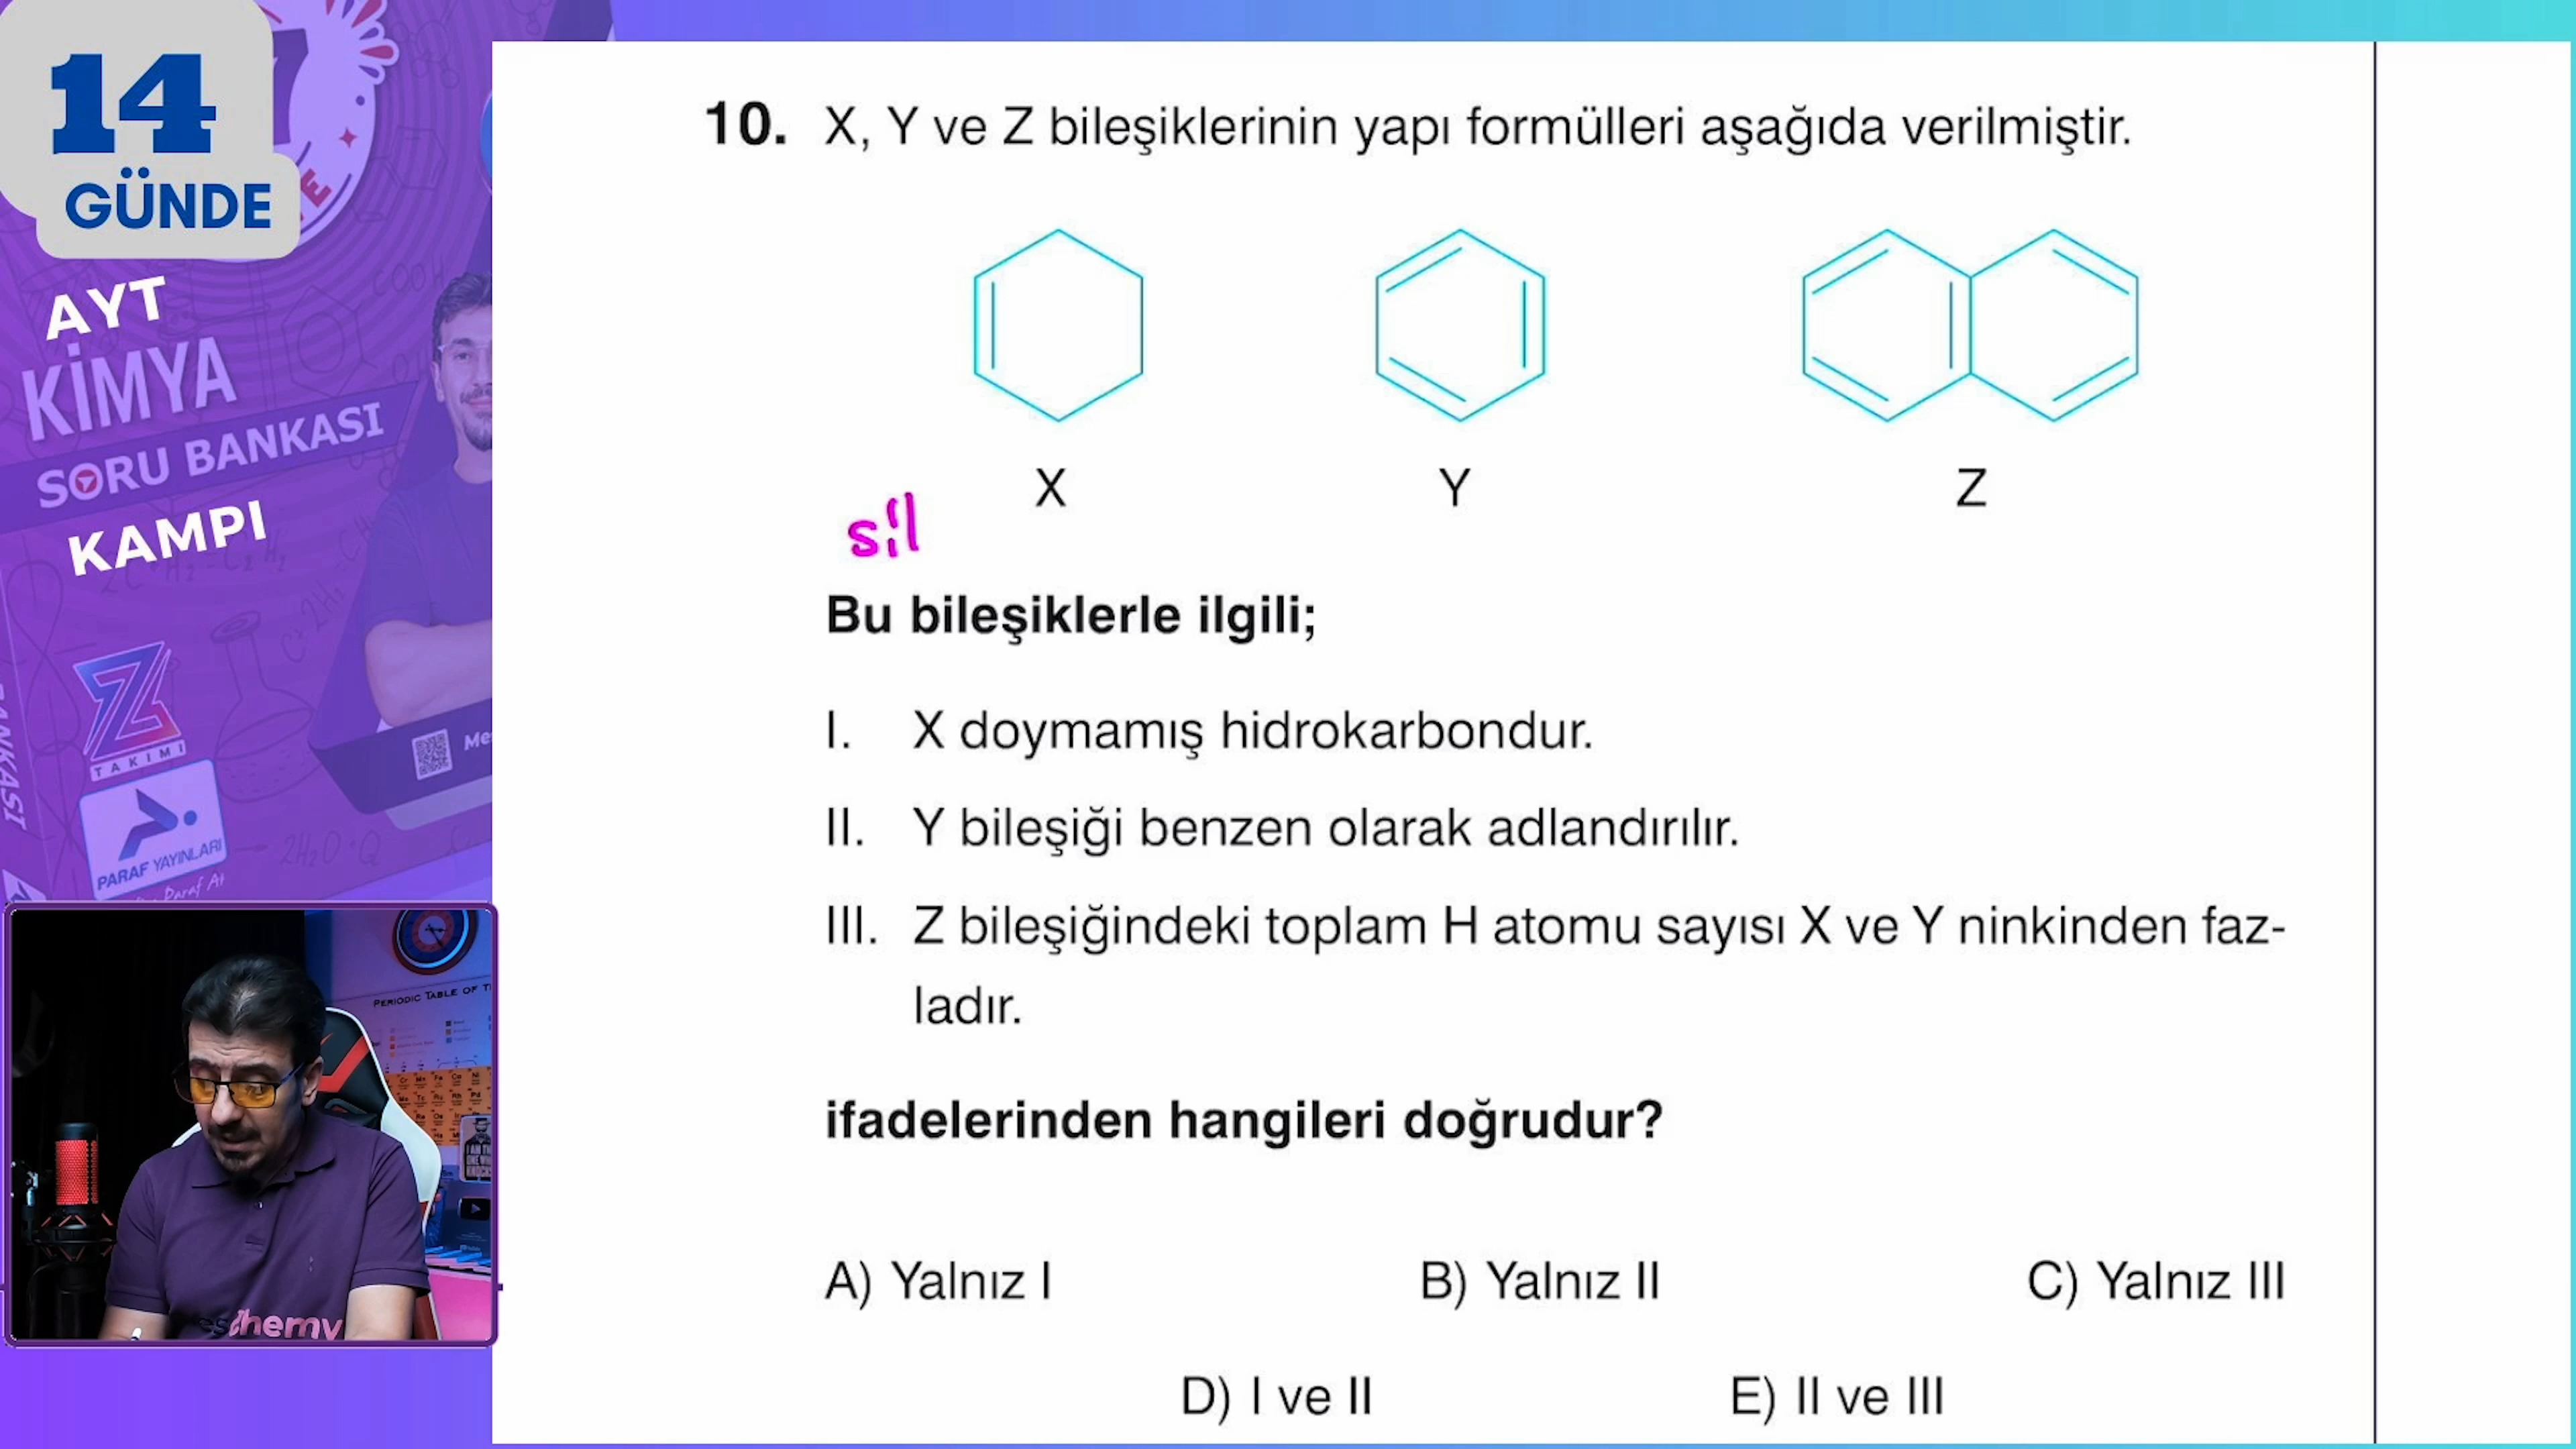 14
GÜNDE
AYT
KİMYA
SORU BANKASI
KAMPI
TAKIMI
PARAF YAYINLARI
PERIODIC TABLE OF
10. X, Y ve Z bileşiklerinin yapı formülleri aşağıda verilmiştir.
X Y Z
sil
Bu bileşiklerle ilgili;
I. X doymamış hidrokarbondur.
II. Y bileşiği benzen olarak adlandırılır.
III. Z bileşiğindeki toplam H atomu sayısı X ve Y ninkinden faz-
ladır.
ifadelerinden hangileri doğrudur?
A) Yalnız I B) Yalnız II C) Yalnız III
D) I ve II E) II ve III